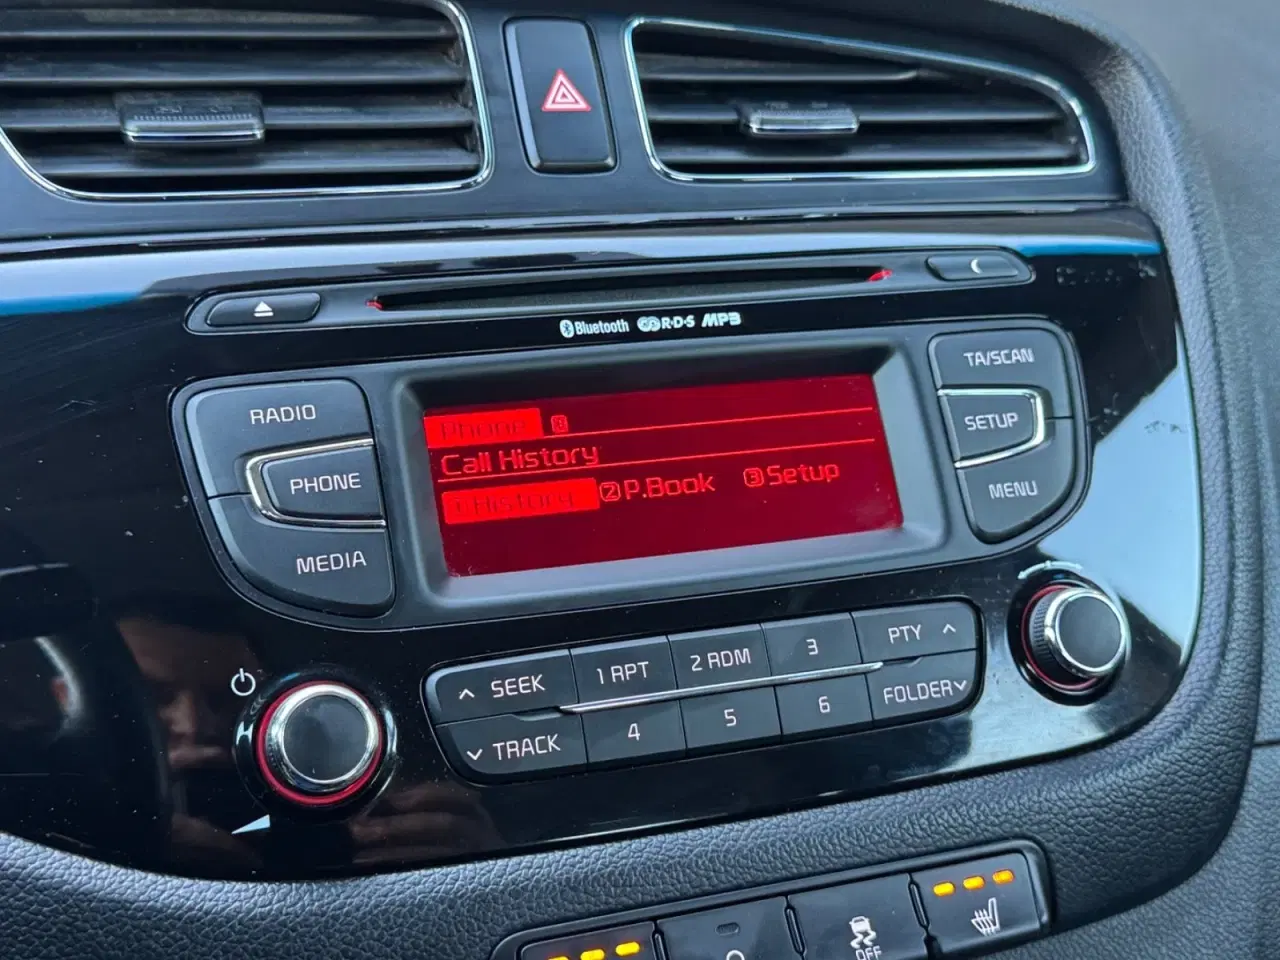 Bluetooth R·D·S MP3
RADIO
PHONE
MEDIA
TA/SCAN
SETUP
MENU
Phone
Call History
1 History 2 P.Book 3 Setup
SEEK 1 RPT 2 RDM 3 PTY
TRACK 4 5 6 FOLDER
OFF